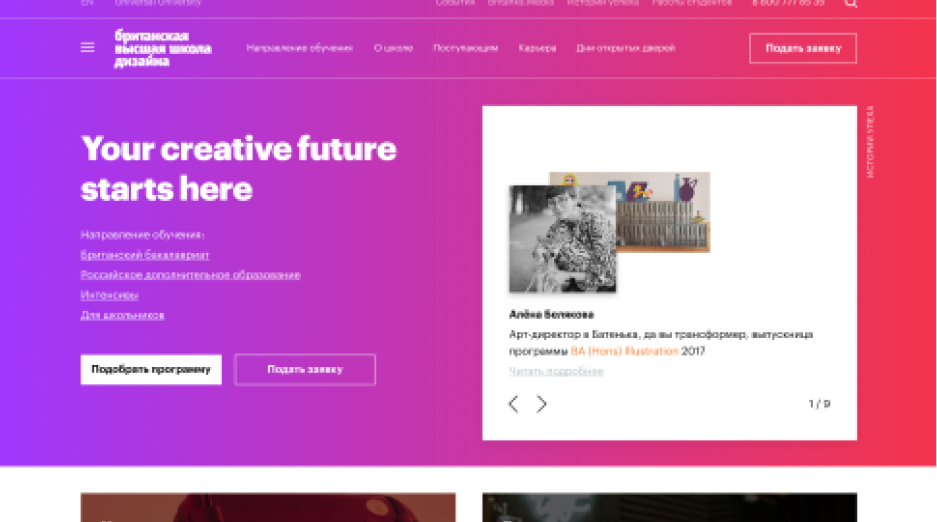 EN Universal University События Britanka.Media Истории успеха Работы студентов 8 800 777 85 35
британская
высшая школа
дизайна
Направление обучения О школе Поступающим Карьера Дни открытых дверей Подать заявку
ИСТОРИИ УСПЕХА
Your creative future
starts here
Направление обучения:
Британский бакалавриат
Российское дополнительное образование
Интенсивы
Для школьников
Подобрать программу Подать заявку
Алёна Белякова
Арт-директор в Батенька, да вы трансформер, выпускница
программы BA (Hons) Illustration 2017
Читать подробнее
1 / 9